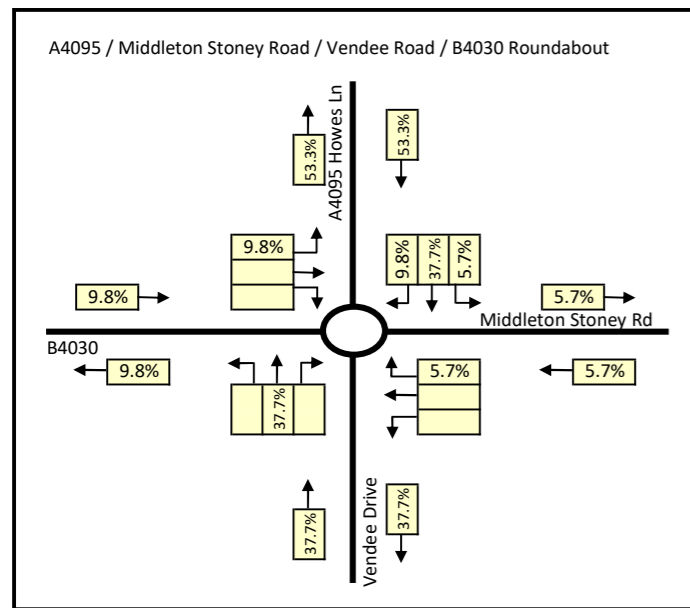 A4095 / Middleton Stoney Road / Vendee Road / B4030 Roundabout
A4095 Howes Ln
53.3%
53.3%
9.8%
9.8%
37.7%
5.7%
9.8%
5.7%
Middleton Stoney Rd
B4030
9.8%
37.7%
5.7%
5.7%
37.7%
Vendee Drive
37.7%